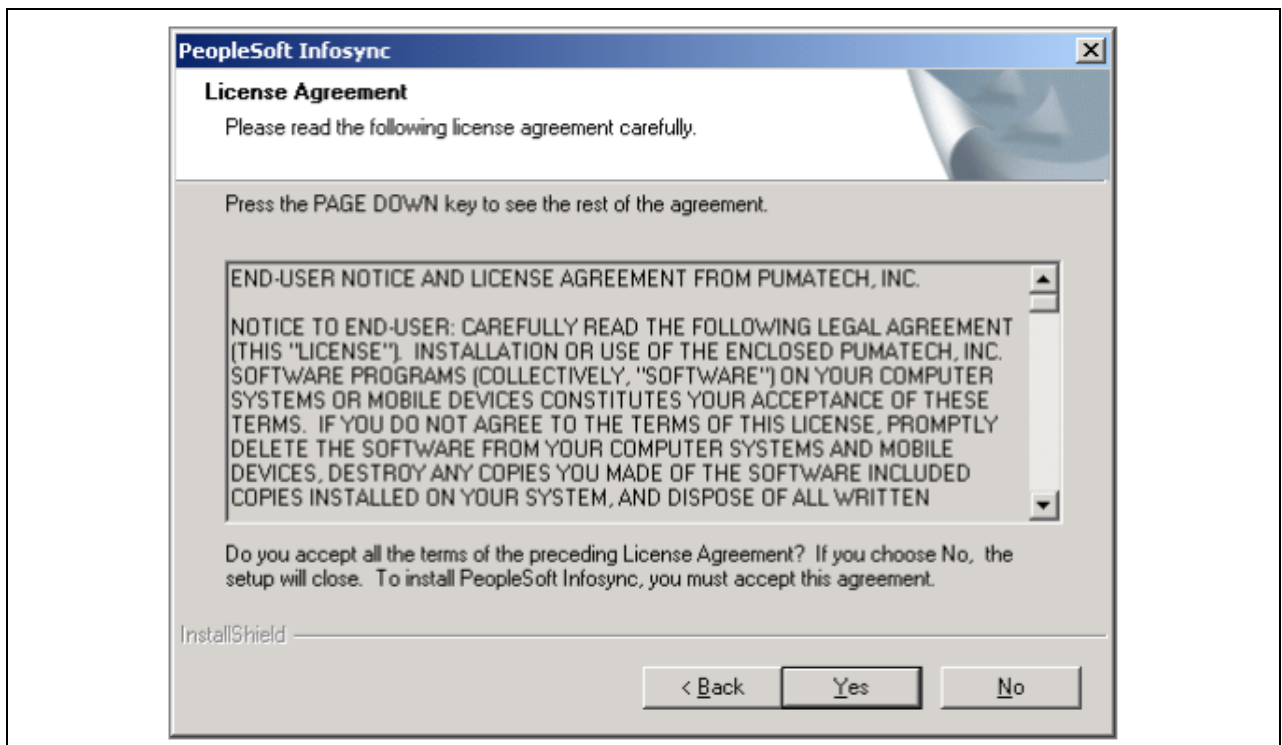 PeopleSoft Infosync
License Agreement
Please read the following license agreement carefully.
Press the PAGE DOWN key to see the rest of the agreement.
END-USER NOTICE AND LICENSE AGREEMENT FROM PUMATECH, INC.
NOTICE TO END-USER: CAREFULLY READ THE FOLLOWING LEGAL AGREEMENT
(THIS "LICENSE"). INSTALLATION OR USE OF THE ENCLOSED PUMATECH, INC.
SOFTWARE PROGRAMS (COLLECTIVELY, "SOFTWARE") ON YOUR COMPUTER
SYSTEMS OR MOBILE DEVICES CONSTITUTES YOUR ACCEPTANCE OF THESE
TERMS. IF YOU DO NOT AGREE TO THE TERMS OF THIS LICENSE, PROMPTLY
DELETE THE SOFTWARE FROM YOUR COMPUTER SYSTEMS AND MOBILE
DEVICES, DESTROY ANY COPIES YOU MADE OF THE SOFTWARE INCLUDED
COPIES INSTALLED ON YOUR SYSTEM, AND DISPOSE OF ALL WRITTEN
Do you accept all the terms of the preceding License Agreement? If you choose No, the
setup will close. To install PeopleSoft Infosync, you must accept this agreement.
InstallShield
< Back Yes No